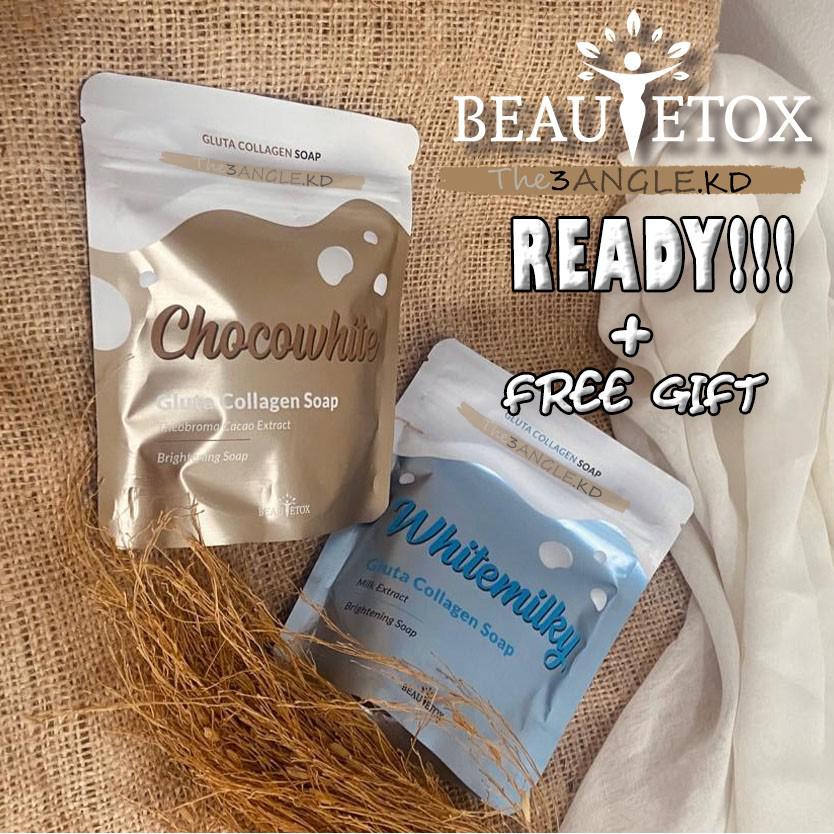 BEAUTETOX
The3ANGLE.KD
READY!!!
+
FREE GIFT
GLUTA COLLAGEN SOAP
The3ANGLE.KD
Chocowhite
Gluta Collagen Soap
Theobroma Cacao Extract
Brightening Soap
BEAUTETOX
GLUTA COLLAGEN SOAP
The3ANGLE.KD
Whitemilky
Gluta Collagen Soap
Milk Extract
Brightening Soap
BEAUTETOX